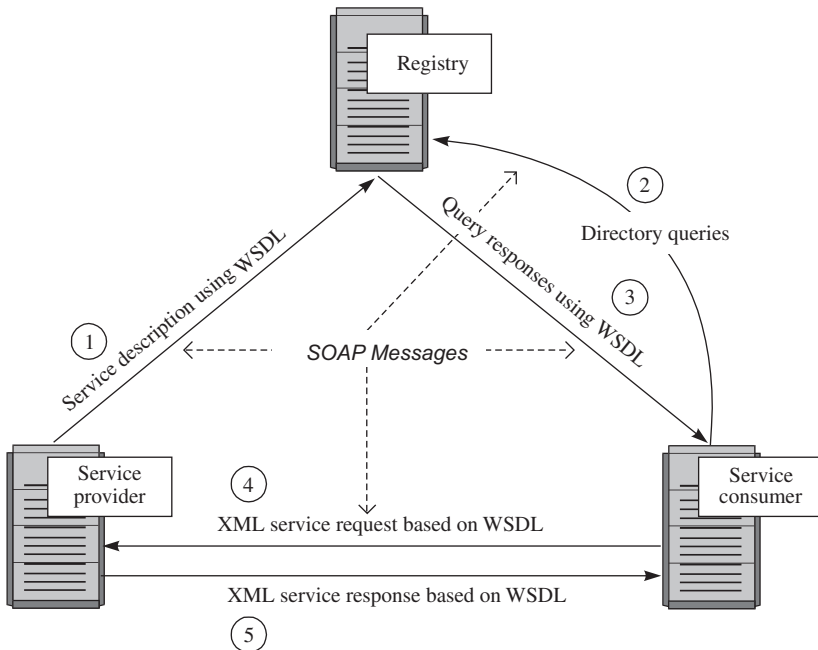 Registry
2
Directory queries
Query responses using WSDL
3
Service description using WSDL
1
SOAP Messages
Service
provider
Service
consumer
4
XML service request based on WSDL
XML service response based on WSDL
5